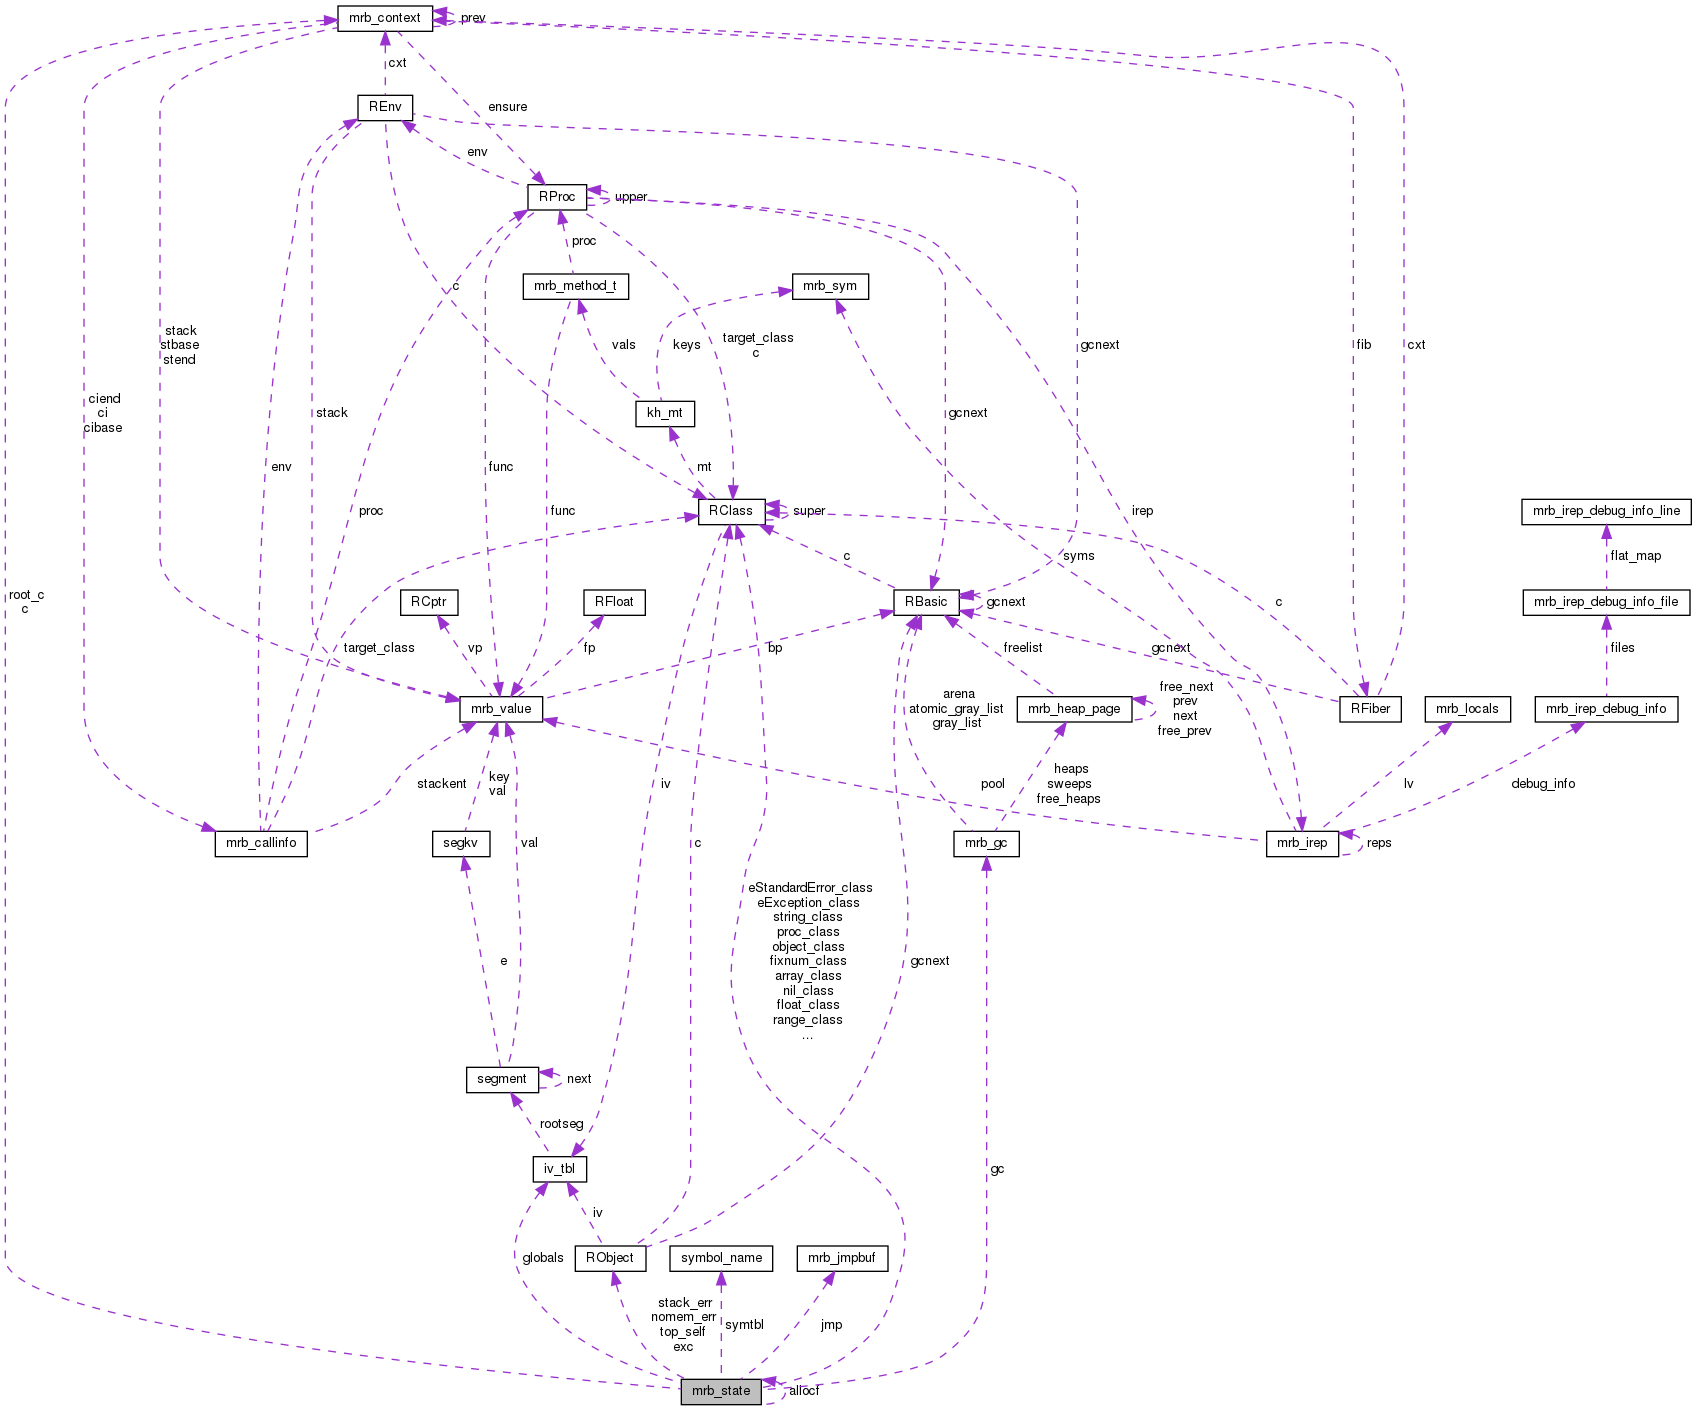 mrb_context
prev
cxt
REnv
ensure
env
RProc
upper
proc
mrb_method_t
mrb_sym
c
stack
stbase
stend
vals
keys
target_class
c
gcnext
fib
cxt
ciend
ci
cibase
stack
kh_mt
gcnext
env
func
mt
proc
func
RClass
super
irep
mrb_irep_debug_info_line
syms
c
flat_map
root_c
c
RCptr
RFloat
RBasic
gcnext
c
mrb_irep_debug_info_file
target_class
vp
fp
bp
freelist
gcnext
files
mrb_value
arena
atomic_gray_list
gray_list
mrb_heap_page
free_next
prev
next
free_prev
RFiber
mrb_locals
mrb_irep_debug_info
stackent
key
val
iv
pool
heaps
sweeps
free_heaps
lv
debug_info
mrb_callinfo
segkv
val
c
mrb_gc
mrb_irep
reps
e
eStandardError_class
eException_class
string_class
proc_class
object_class
fixnum_class
array_class
nil_class
float_class
range_class
...
gcnext
segment
next
rootseg
iv_tbl
gc
iv
globals
RObject
symbol_name
mrb_jmpbuf
stack_err
nomem_err
top_self
exc
symtbl
jmp
mrb_state
allocf